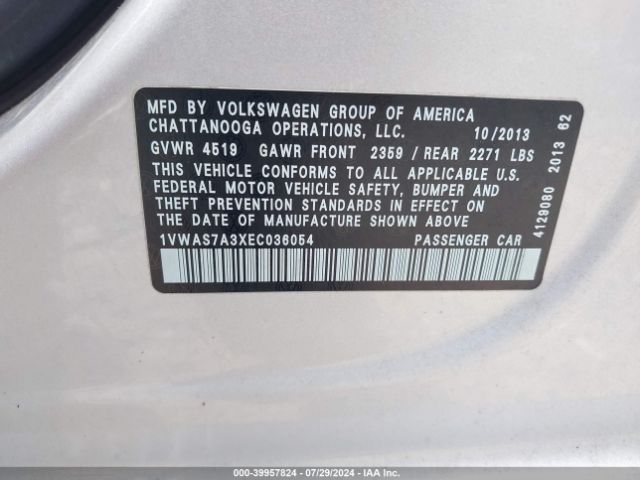 MFD BY VOLKSWAGEN GROUP OF AMERICA
CHATTANOOGA OPERATIONS, LLC. 10/2013
GVWR 4519 GAWR FRONT 2359 / REAR 2271 LBS
THIS VEHICLE CONFORMS TO ALL APPLICABLE U.S.
FEDERAL MOTOR VEHICLE SAFETY, BUMPER AND
THEFT PREVENTION STANDARDS IN EFFECT ON
THE DATE OF MANUFACTURE SHOWN ABOVE
1VWAS7A3XEC036054 PASSENGER CAR
4129080 2013 62
000-39957824 | 07/29/2024 | IAAI.COM